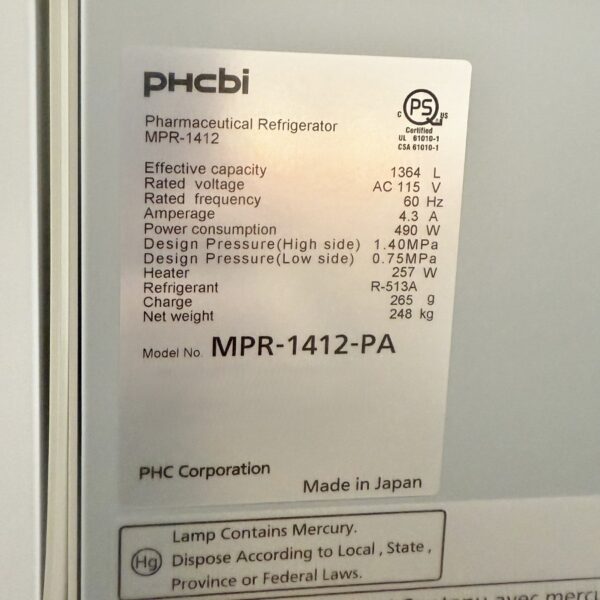 PHCbi
Pharmaceutical Refrigerator
MPR-1412
C PS US
Certified
UL 61010-1
CSA 61010-1
Effective capacity 1364 L
Rated voltage AC 115 V
Rated frequency 60 Hz
Amperage 4.3 A
Power consumption 490 W
Design Pressure(High side) 1.40MPa
Design Pressure(Low side) 0.75MPa
Heater 257 W
Refrigerant R-513A
Charge 265 g
Net weight 248 kg
Model No. MPR-1412-PA
PHC Corporation
Made in Japan
Hg
Lamp Contains Mercury.
Dispose According to Local , State ,
Province or Federal Laws.
avec